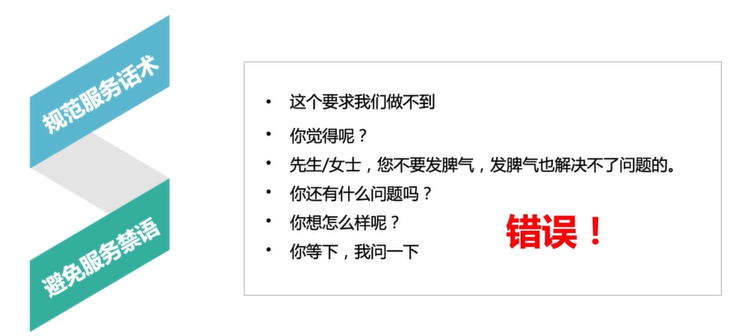 规范服务话术
避免服务禁语
• 这个要求我们做不到
• 你觉得呢？
• 先生/女士，您不要发脾气，发脾气也解决不了问题的。
• 你还有什么问题吗？
• 你想怎么样呢？
• 你等下，我问一下
错误！